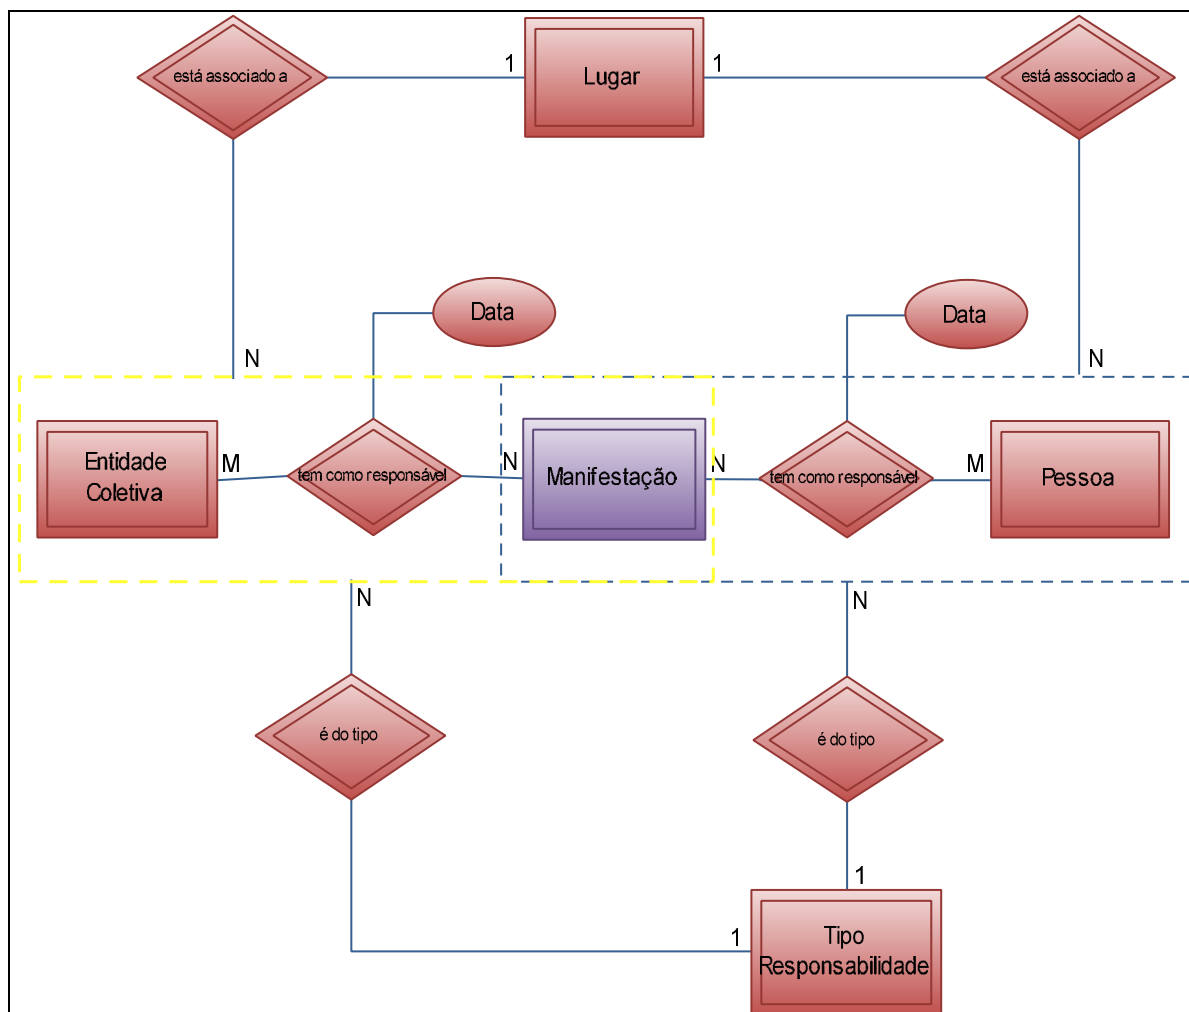 está associado a
1
Lugar
1
está associado a
Data
Data
N
N
Entidade
Coletiva
M
tem como responsável
N
Manifestação
N
tem como responsável
M
Pessoa
N
N
é do tipo
é do tipo
1
1
Tipo
Responsabilidade